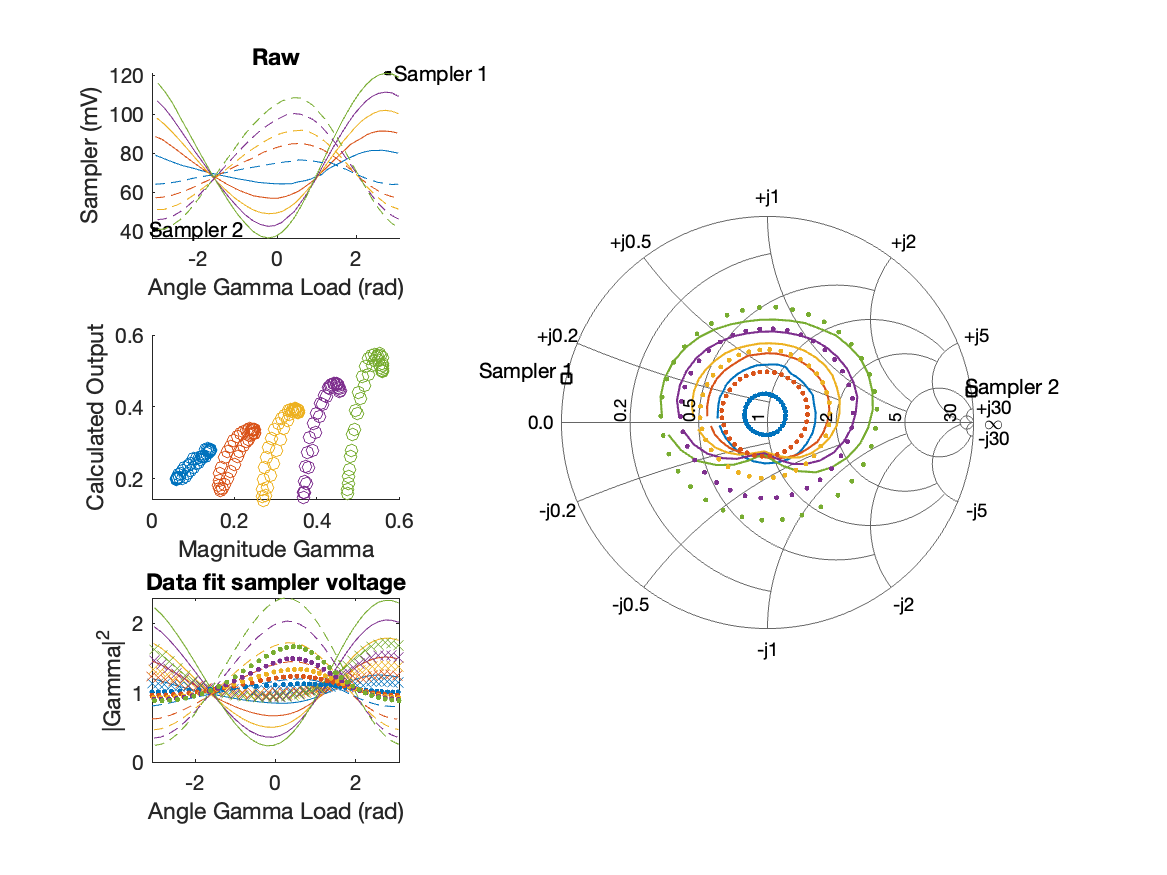 Raw
120
100
80
60
40
Sampler (mV)
Sampler 1
Sampler 2
-2
0
2
Angle Gamma Load (rad)
0.6
0.4
0.2
Calculated Output
0
0.2
0.4
0.6
Magnitude Gamma
Data fit sampler voltage
2
1
0
|Gamma|2
-2
0
2
Angle Gamma Load (rad)
+j1
+j0.5
+j2
+j0.2
+j5
Sampler 1
Sampler 2
+j30
0.0
0.2
0.5
1
2
5
30
∞
-j30
-j0.2
-j5
-j0.5
-j2
-j1